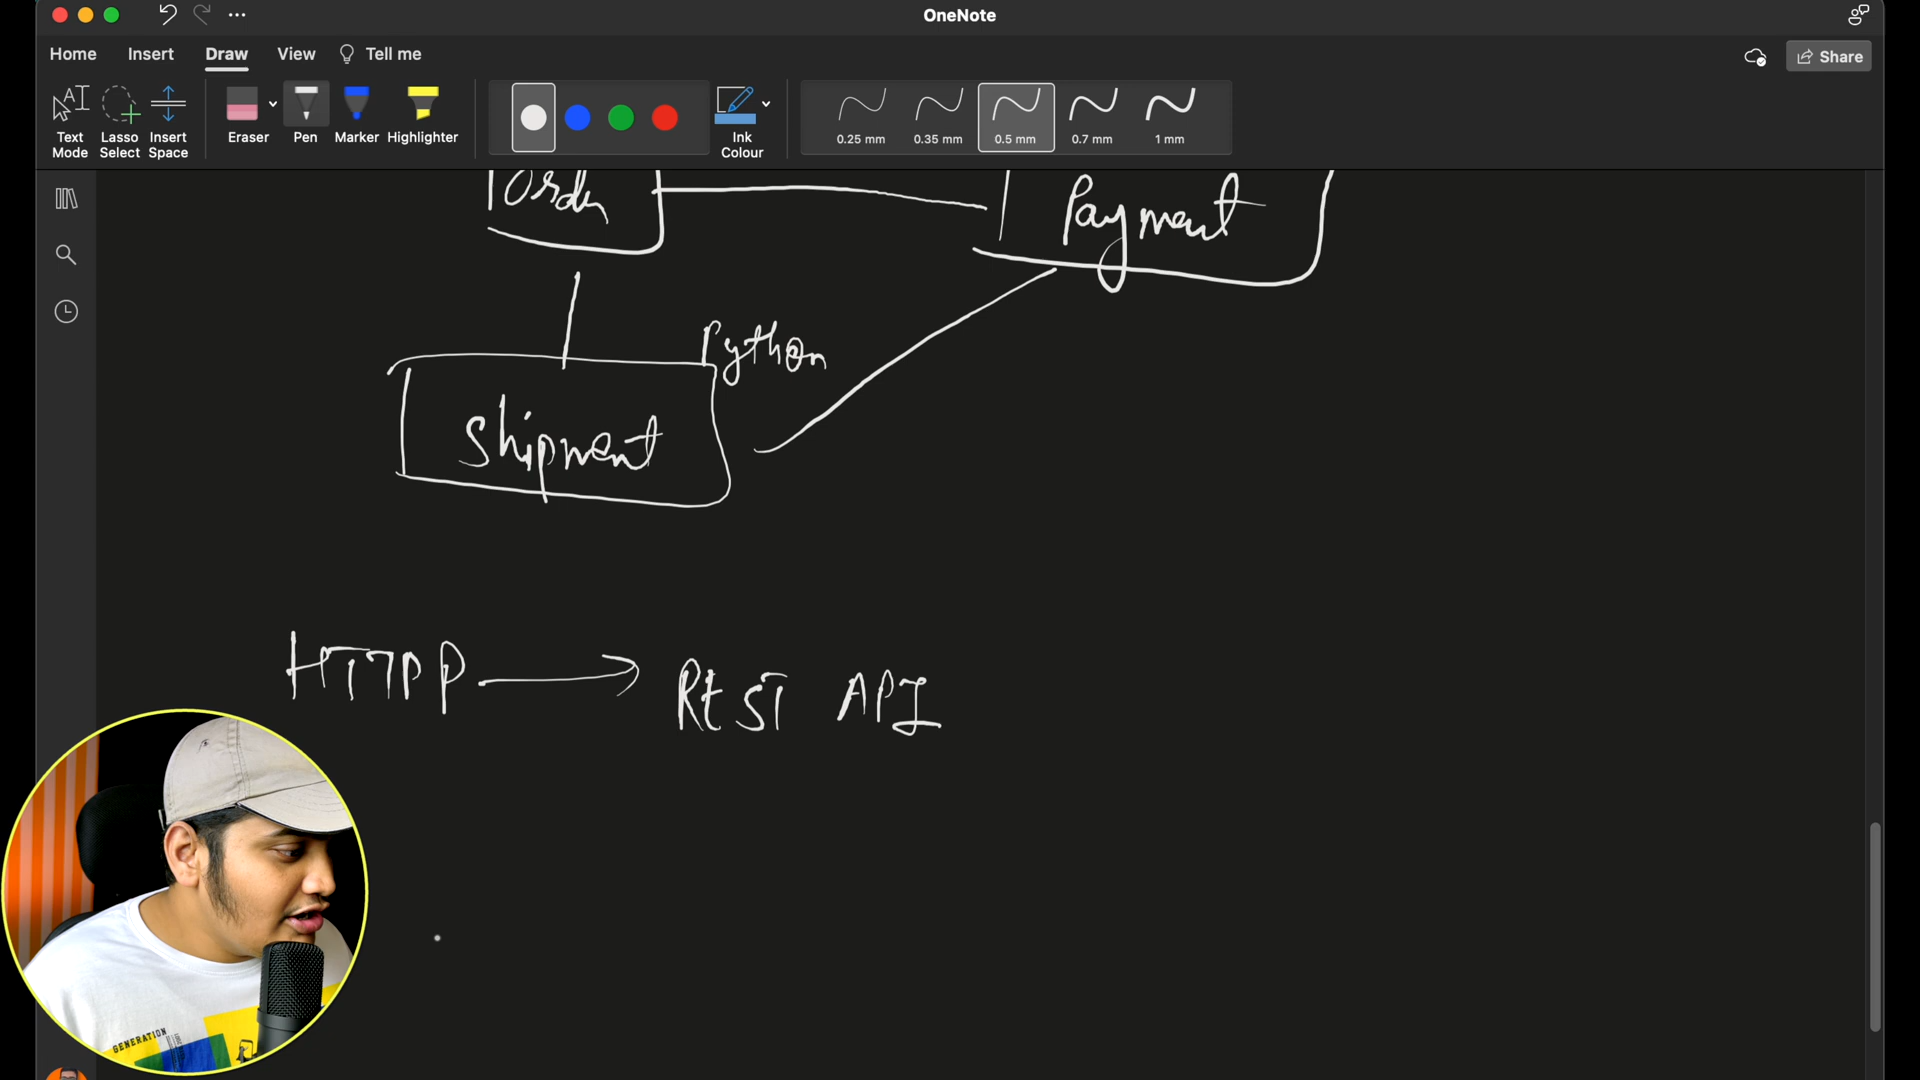 OneNote
Home Insert Draw View Tell me
Share
Text Mode
Lasso Select
Insert Space
Eraser
Pen
Marker
Highlighter
Ink Colour
0.25 mm
0.35 mm
0.5 mm
0.7 mm
1 mm
Order
Payment
Python
Shipment
HTTP REST API
GENERATION